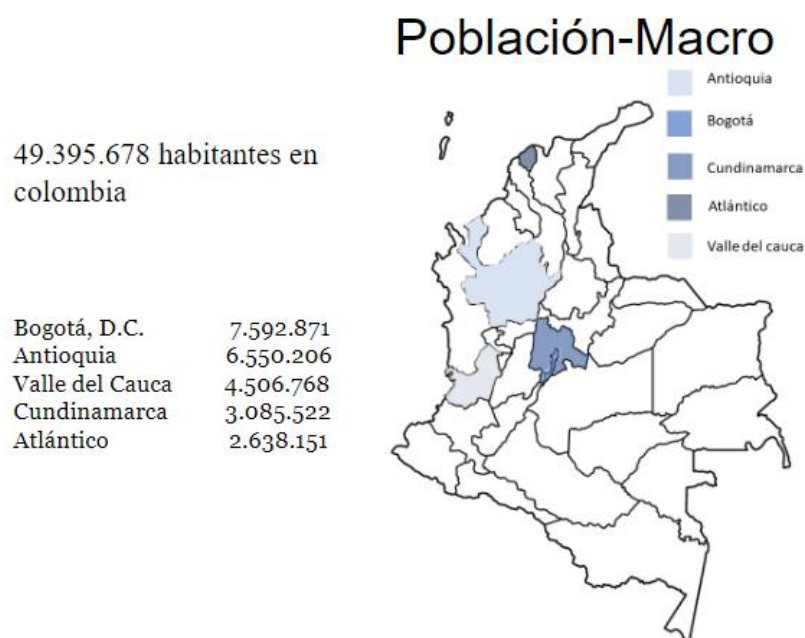 Población-Macro
49.395.678 habitantes en
colombia
Bogotá, D.C. 7.592.871
Antioquia 6.550.206
Valle del Cauca 4.506.768
Cundinamarca 3.085.522
Atlántico 2.638.151
Antioquia
Bogotá
Cundinamarca
Atlántico
Valle del cauca